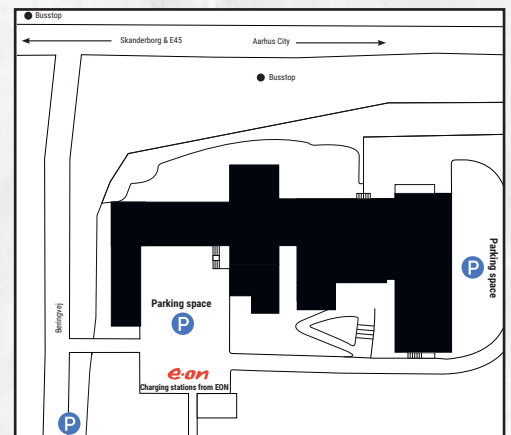 Busstop
Skanderborg & E45
Aarhus City
Busstop
Parking space
P
Parking space
P
Beringvej
e·on
Charging stations from EON
P